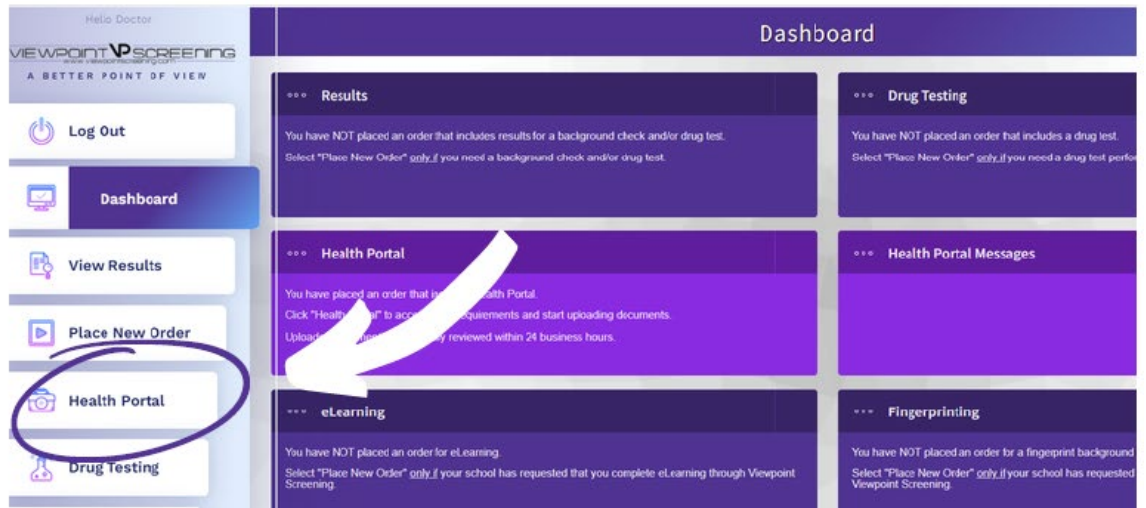 Hello Doctor
VIEWPOINT VP SCREENING
www.viewpointscreening.com
A BETTER POINT OF VIEW
Log Out
Dashboard
View Results
Place New Order
Health Portal
Drug Testing
Dashboard
Results
You have NOT placed an order that includes results for a background check and/or drug test.
Select "Place New Order" only if you need a background check and/or drug test.
Drug Testing
You have NOT placed an order that includes a drug test.
Select "Place New Order" only if you need a drug test perfor
Health Portal
You have placed an order that Health Portal.
Click "Health to acc requirements and start uploading documents.
reviewed within 24 business hours.
Health Portal Messages
eLearning
You have NOT placed an order for eLearning.
Select "Place New Order" only if your school has requested that you complete eLearning through Viewpoint
Screening.
Fingerprinting
You have NOT placed an order for a fingerprint background
Select "Place New Order" only if your school has requested
Viewpoint Screening.